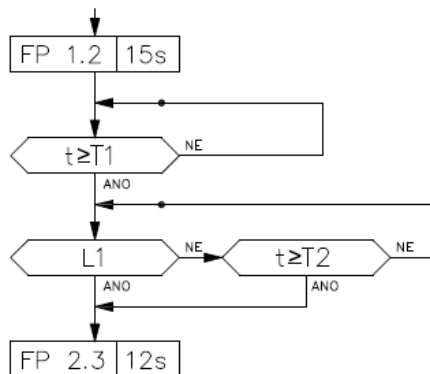 FP 1.2 15s
t≥T1 NE
ANO
L1 NE t≥T2 NE
ANO ANO
FP 2.3 12s